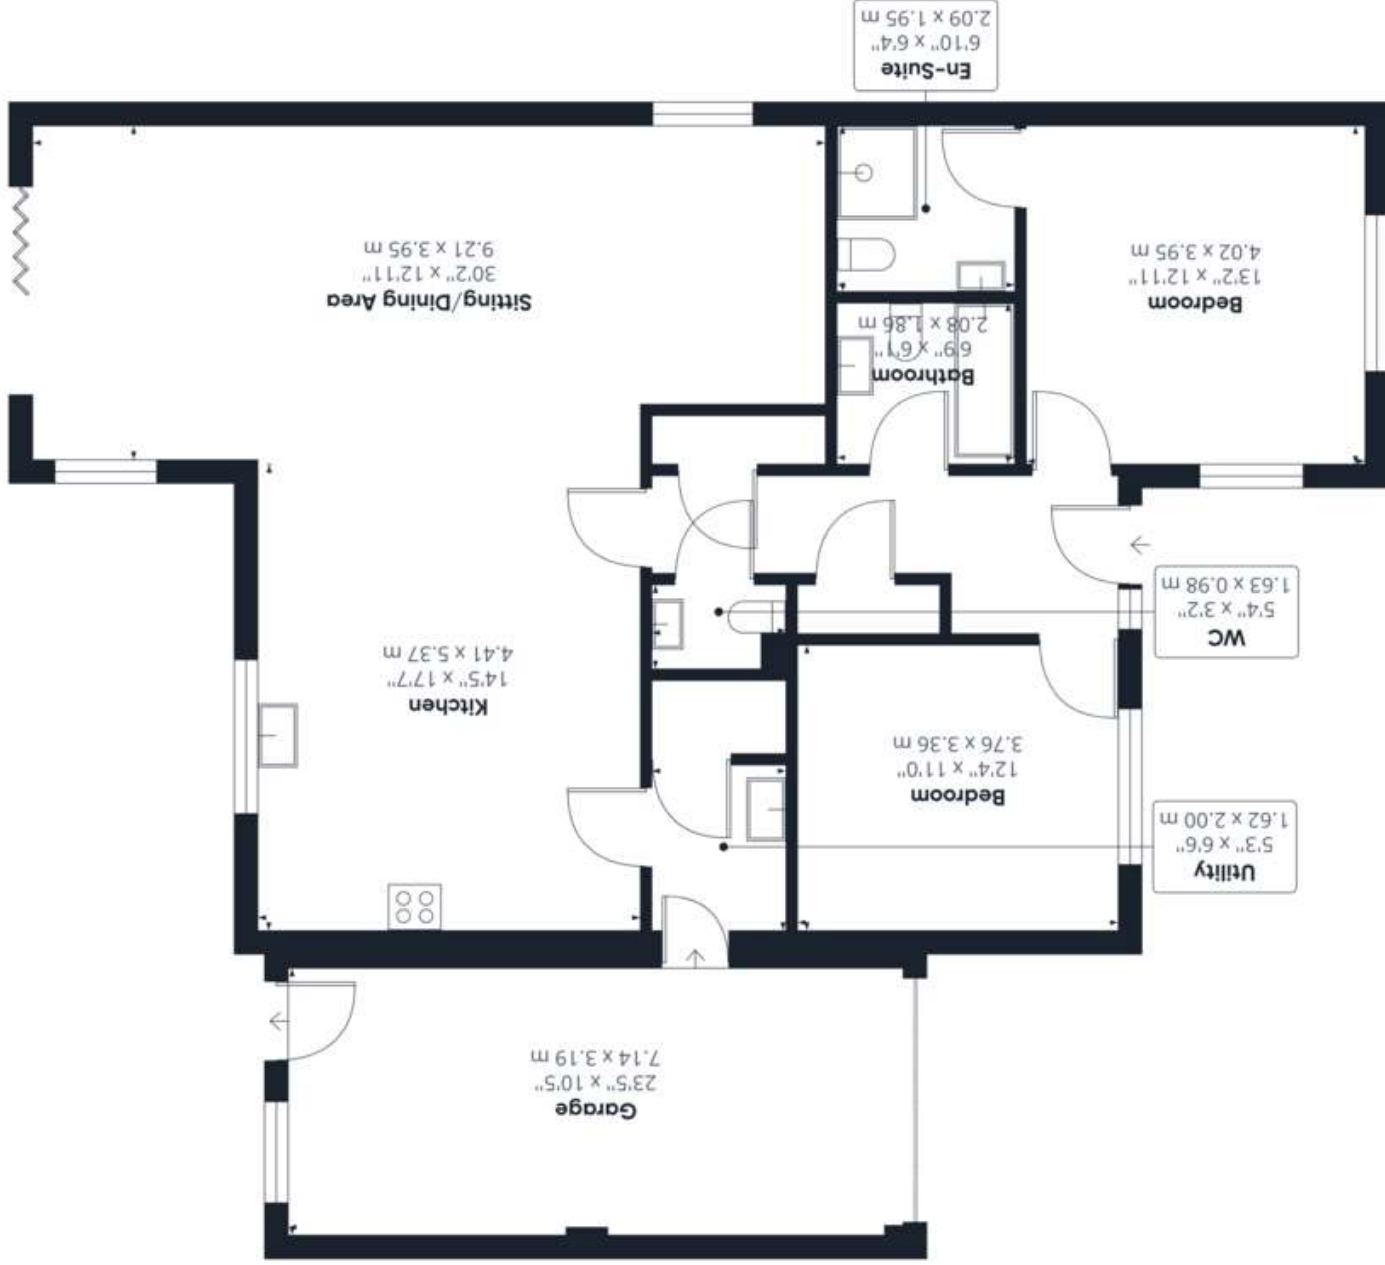 Garage
23'5" x 10'5"
7.14 x 3.19 m
Utility
5'3" x 6'6"
1.62 x 2.00 m
Bedroom
12'4" x 11'0"
3.76 x 3.36 m
Kitchen
14'5" x 17'7"
4.41 x 5.37 m
WC
5'4" x 3'2"
1.63 x 0.98 m
Bathroom
6'9" x 6'1"
2.08 x 1.86 m
Bedroom
13'2" x 12'11"
4.02 x 3.95 m
Sitting/Dining Area
30'2" x 12'11"
9.21 x 3.95 m
En-Suite
6'10" x 6'4"
2.09 x 1.95 m